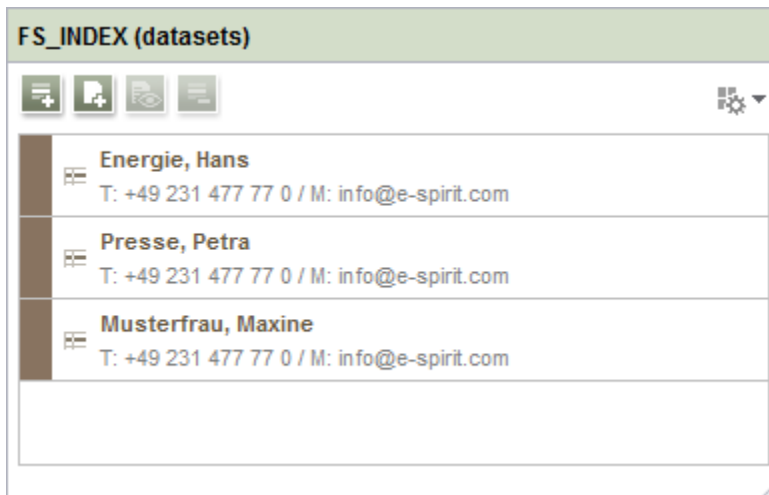 FS_INDEX (datasets)
Energie, Hans
T: +49 231 477 77 0 / M: info@e-spirit.com
Presse, Petra
T: +49 231 477 77 0 / M: info@e-spirit.com
Musterfrau, Maxine
T: +49 231 477 77 0 / M: info@e-spirit.com